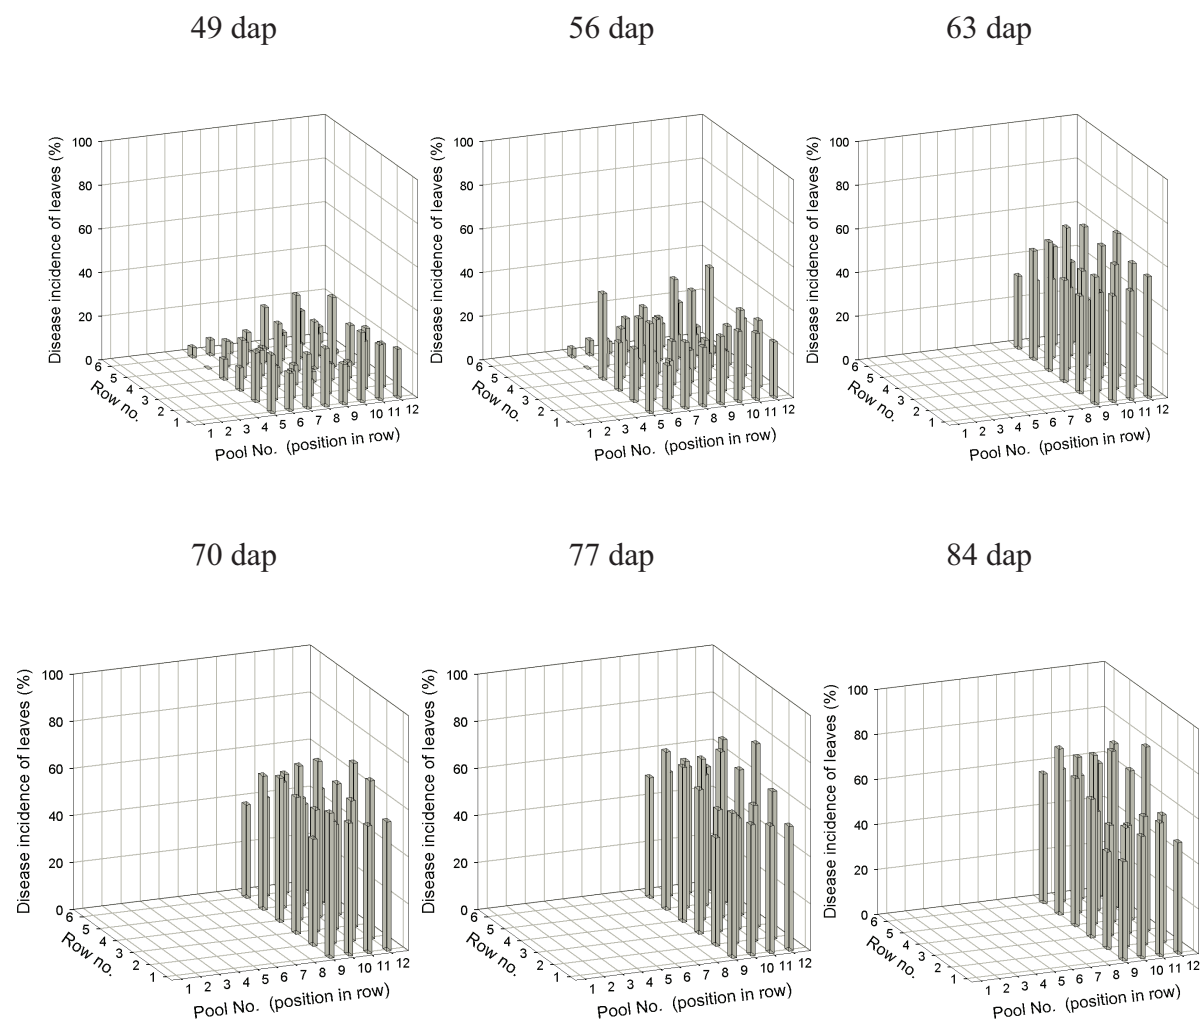 49 dap
56 dap
63 dap
Disease incidence of leaves (%)
100
80
60
40
20
0
6
5
4
3
2
1
Row no.
1 2 3 4 5 6 7 8 9 10 11 12
Pool No. (position in row)
Disease incidence of leaves (%)
100
80
60
40
20
0
6
5
4
3
2
1
Row no.
1 2 3 4 5 6 7 8 9 10 11 12
Pool No. (position in row)
Disease incidence of leaves (%)
100
80
60
40
20
0
6
5
4
3
2
1
Row no.
1 2 3 4 5 6 7 8 9 10 11 12
Pool No. (position in row)
70 dap
77 dap
84 dap
Disease incidence of leaves (%)
100
80
60
40
20
0
6
5
4
3
2
1
Row no.
1 2 3 4 5 6 7 8 9 10 11 12
Pool No. (position in row)
Disease incidence of leaves (%)
100
80
60
40
20
0
6
5
4
3
2
1
Row no.
1 2 3 4 5 6 7 8 9 10 11 12
Pool No. (position in row)
Disease incidence of leaves (%)
100
80
60
40
20
0
6
5
4
3
2
1
Row no.
1 2 3 4 5 6 7 8 9 10 11 12
Pool No. (position in row)